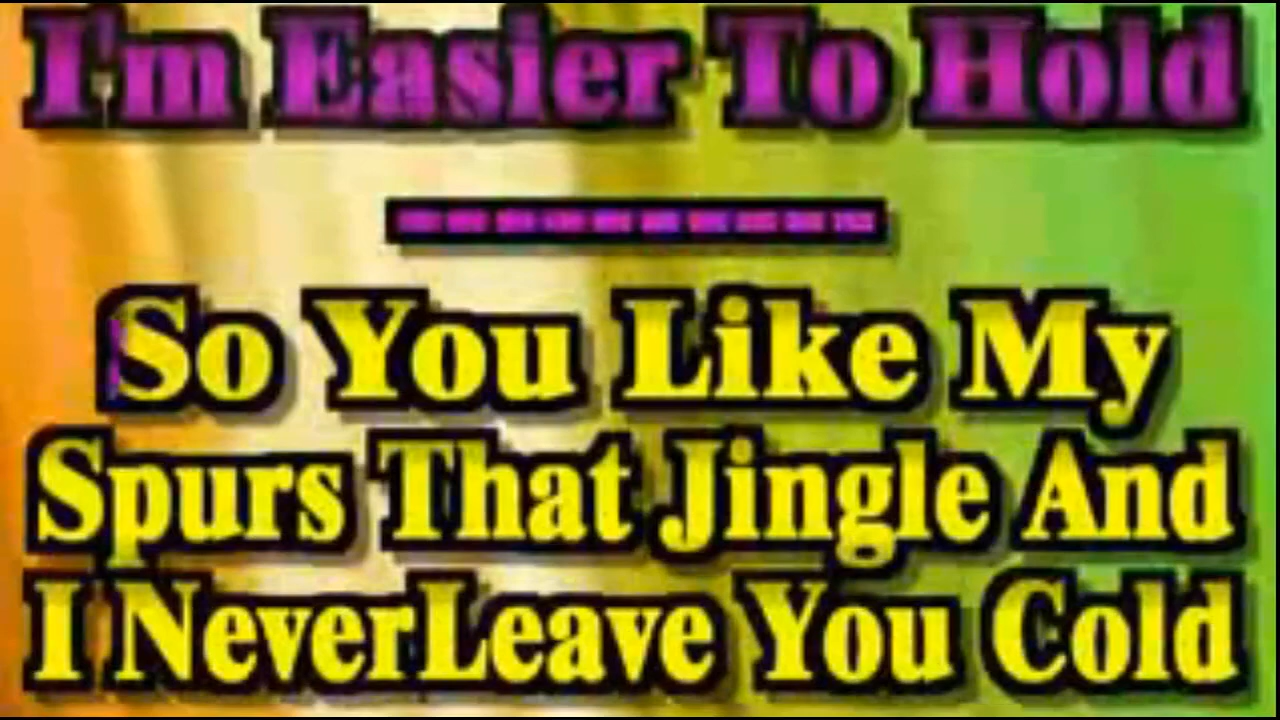 I'm Easier To Hold
----------
So You Like My
Spurs That Jingle And
I NeverLeave You Cold